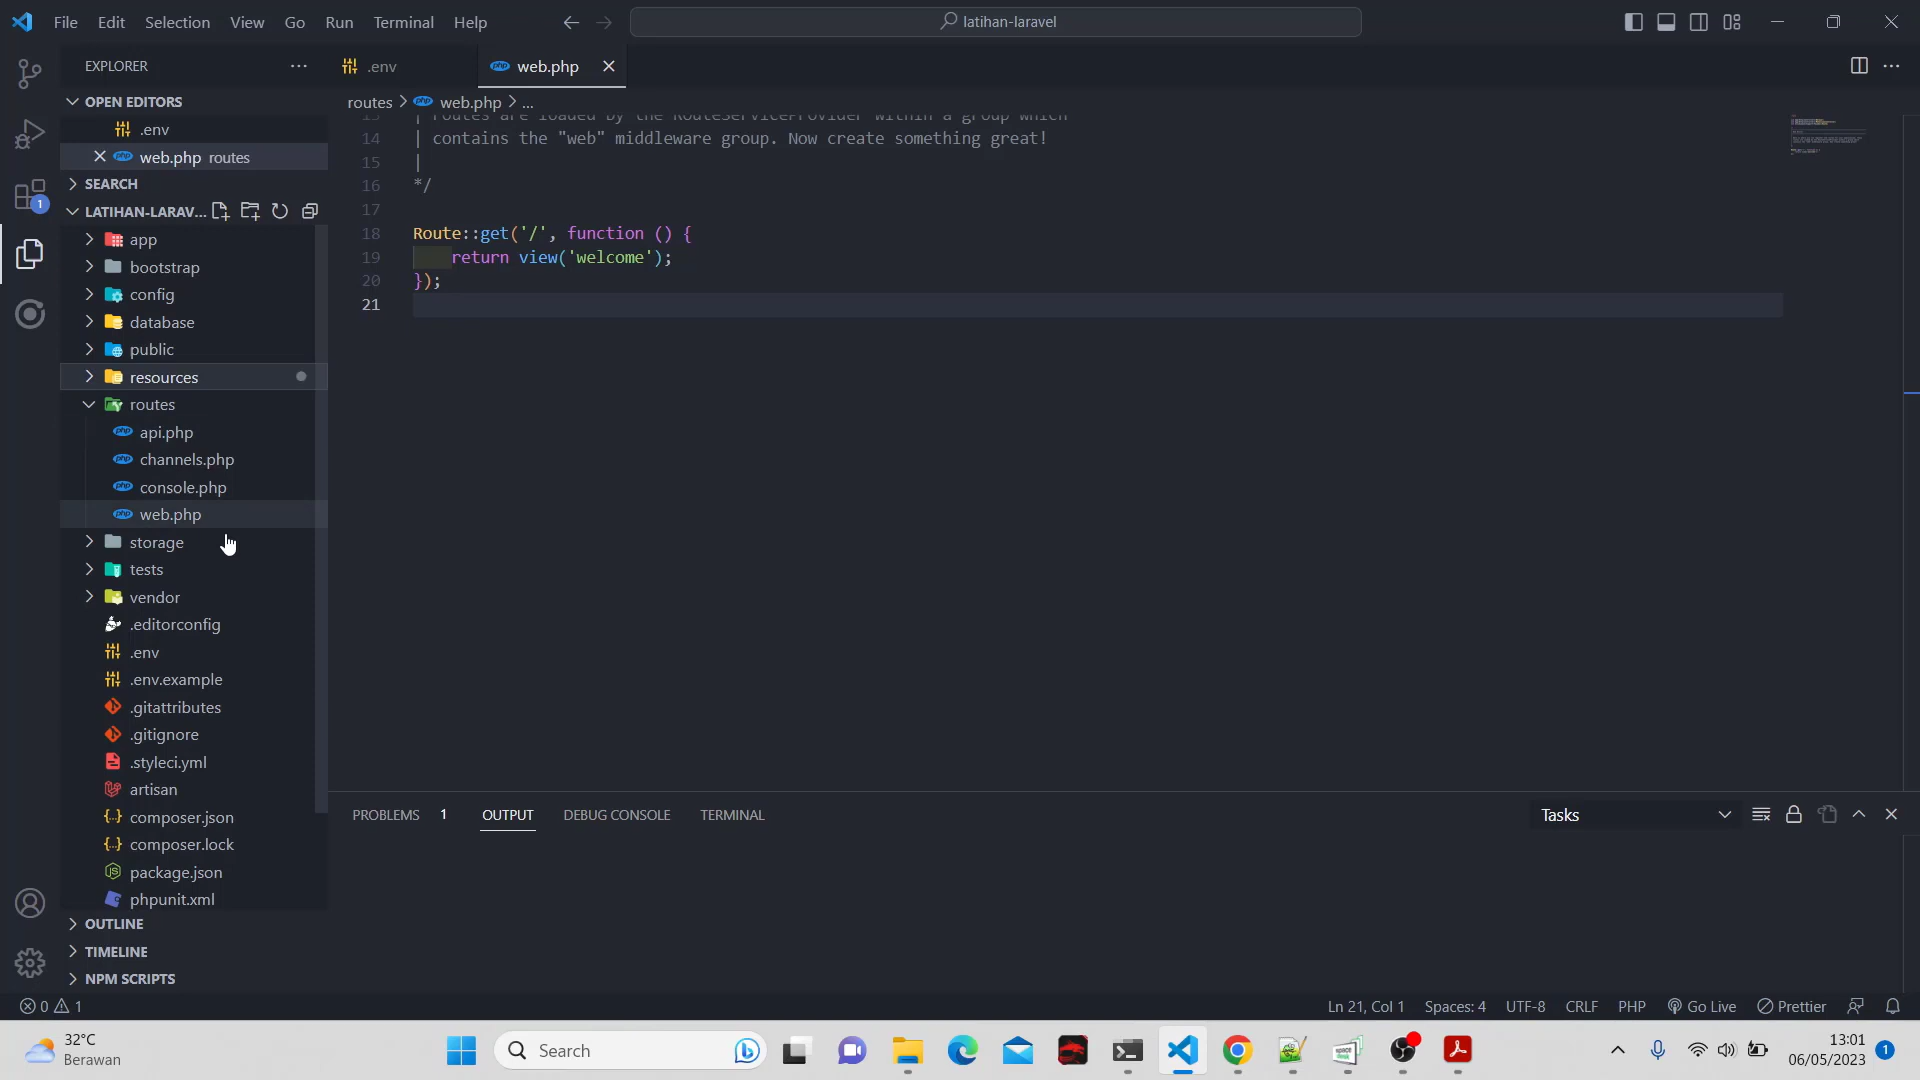 File Edit Selection View Go Run Terminal Help
latihan-laravel
EXPLORER
OPEN EDITORS
.env
web.php routes
SEARCH
LATIHAN-LARAV...
app
bootstrap
config
database
public
resources
routes
api.php
channels.php
console.php
web.php
storage
tests
vendor
.editorconfig
.env
.env.example
.gitattributes
.gitignore
.styleci.yml
artisan
composer.json
composer.lock
package.json
phpunit.xml
OUTLINE
TIMELINE
NPM SCRIPTS
1
.env
web.php
routes > web.php > ...
| routes are loaded by the RouteServiceProvider within a group which
14 | contains the "web" middleware group. Now create something great!
15 |
16 */
17
18 Route::get('/', function () {
19 return view('welcome');
20 });
21
PROBLEMS 1 OUTPUT DEBUG CONSOLE TERMINAL
Tasks
0 1
Ln 21, Col 1 Spaces: 4 UTF-8 CRLF PHP Go Live Prettier
32°C
Berawan
Search
13:01
06/05/2023
1